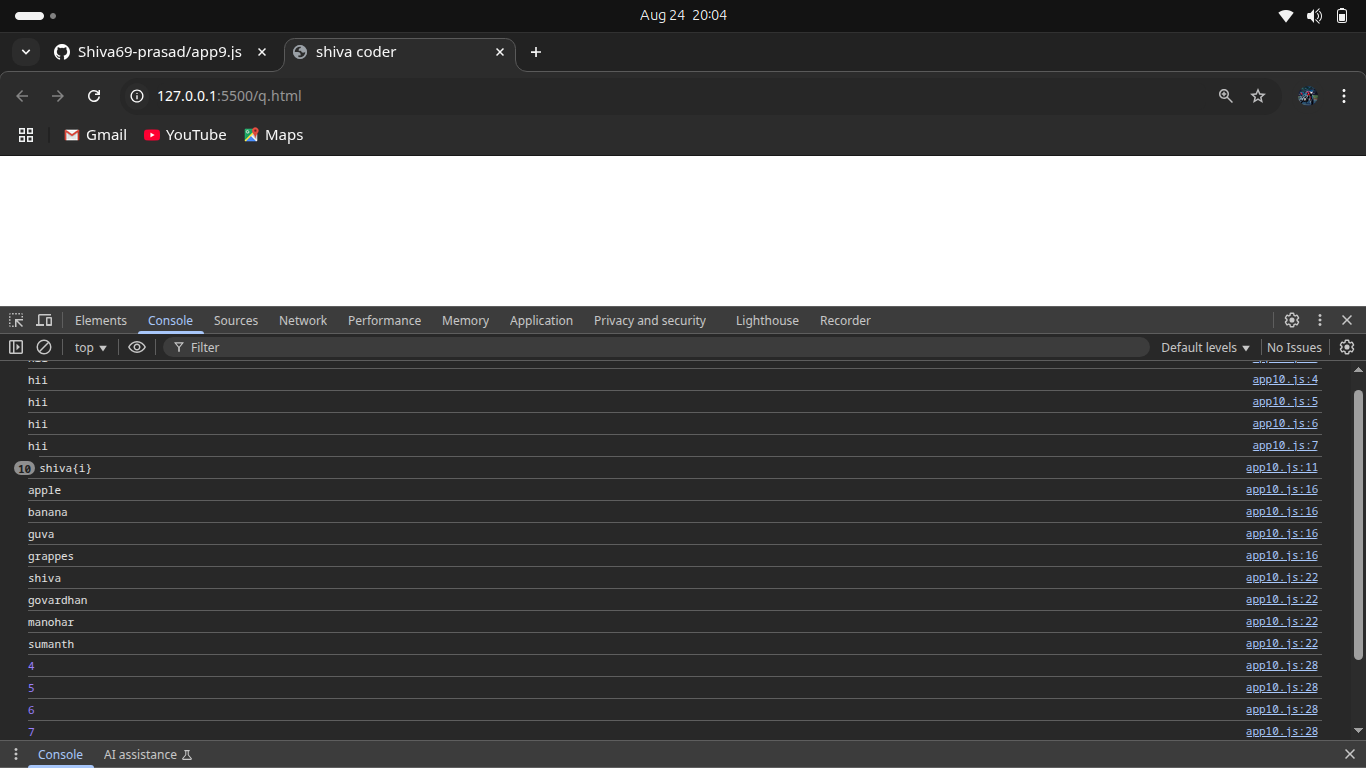 Aug 24 20:04
Shiva69-prasad/app9.js
shiva coder
127.0.0.1:5500/q.html
Gmail YouTube Maps
Elements Console Sources Network Performance Memory Application Privacy and security Lighthouse Recorder
top Filter Default levels No Issues
hii app10.js:4
hii app10.js:5
hii app10.js:6
hii app10.js:7
10 shiva{i} app10.js:11
apple app10.js:16
banana app10.js:16
guva app10.js:16
grappes app10.js:16
shiva app10.js:22
govardhan app10.js:22
manohar app10.js:22
sumanth app10.js:22
4 app10.js:28
5 app10.js:28
6 app10.js:28
7 app10.js:28
Console AI assistance